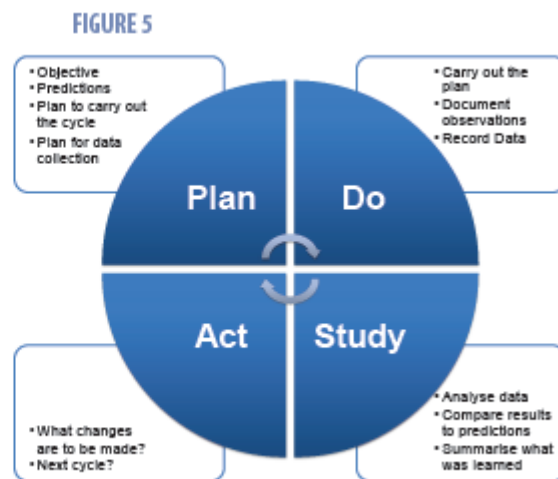 FIGURE 5
• Objective
• Predictions
• Plan to carry out
the cycle
• Plan for data
collection
• Carry out the
plan
• Document
observations
• Record Data
Plan
Do
Act
Study
• What changes
are to be made?
• Next cycle?
• Analyse data
• Compare results
to predictions
• Summarise what
was learned